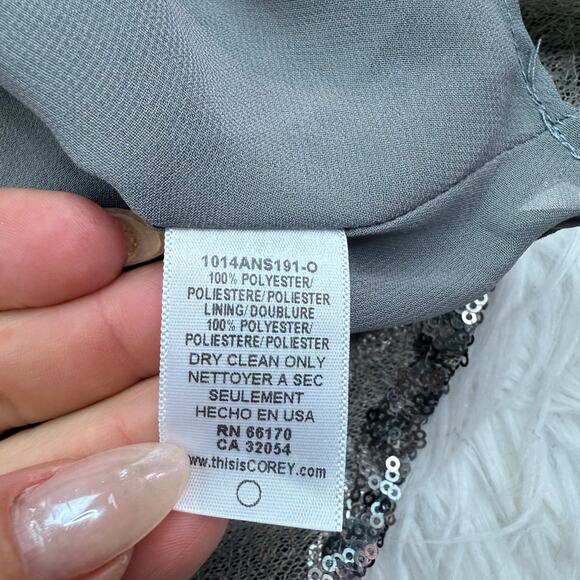 1014ANS191-O
100% POLYESTER/
POLIESTERE/POLIESTER
LINING/DOUBLURE
100% POLYESTER/
POLIESTERE/POLIESTER
DRY CLEAN ONLY
NETTOYER A SEC
SEULEMENT
HECHO EN USA
RN 66170
CA 32054
www.thisisCOREY.com